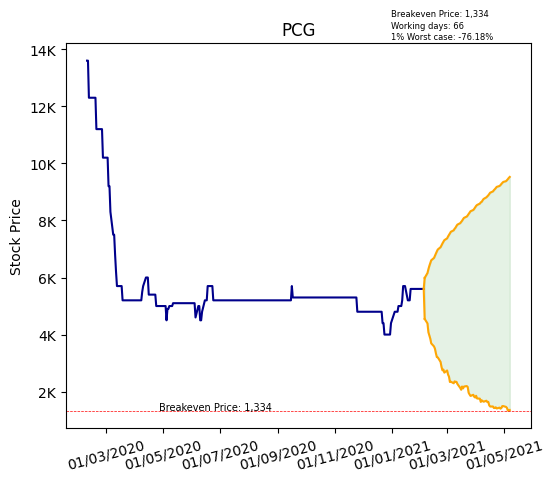 Breakeven Price: 1,334
Working days: 66
1% Worst case: -76.18%
PCG
14K
12K
10K
8K
6K
4K
2K
Stock Price
Breakeven Price: 1,334
01/03/2020
01/05/2020
01/07/2020
01/09/2020
01/11/2020
01/01/2021
01/03/2021
01/05/2021